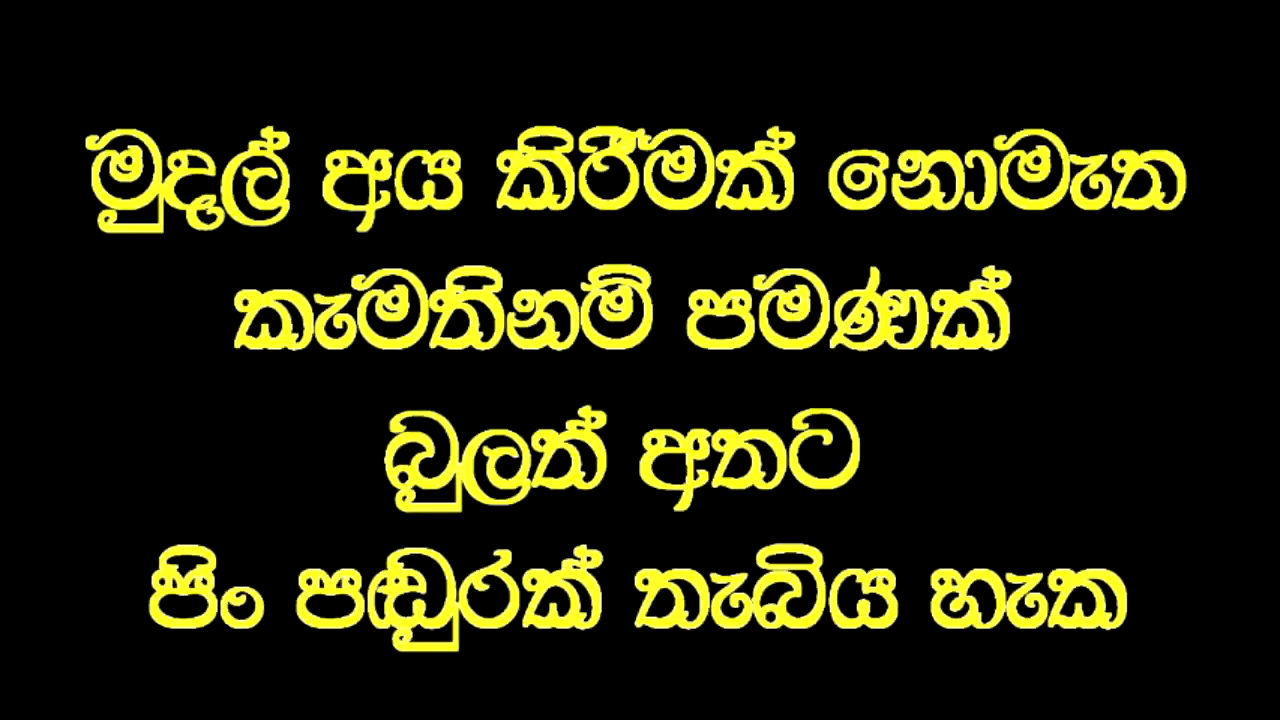 මුදල් අය කිරීමක් නොමැත
කැමතිනම් පමණක්
බුලත් අතට
පිං පඬුරක් තැබිය හැක